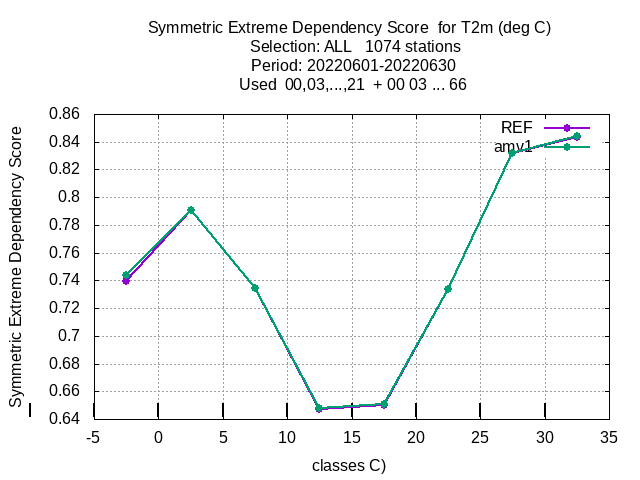 Symmetric Extreme Dependency Score  for T2m (deg C)
Selection: ALL   1074 stations
Period: 20220601-20220630
Used  00,03,...,21  + 00 03 ... 66
Symmetric Extreme Dependency Score
0.86
0.84
0.82
0.8
0.78
0.76
0.74
0.72
0.7
0.68
0.66
0.64
REF
amv1
-5
0
5
10
15
20
25
30
35
classes C)